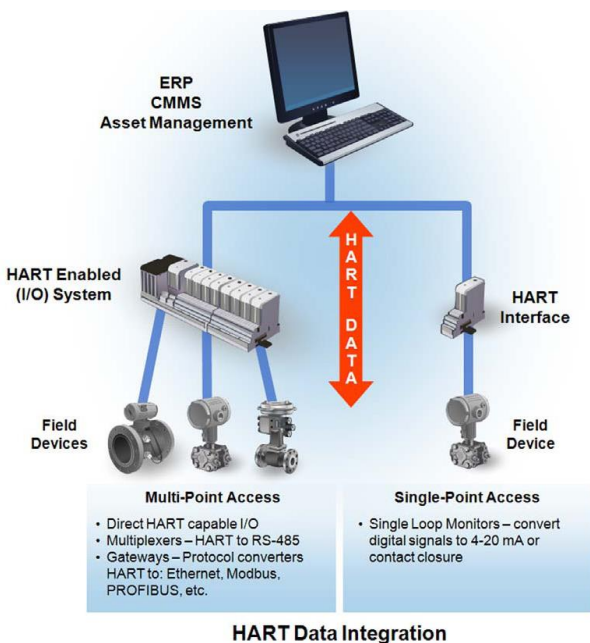 ERP
CMMS
Asset Management
HART Enabled
(I/O) System
HART DATA
HART
Interface
Field
Devices
Field
Device
Multi-Point Access
• Direct HART capable I/O
• Multiplexers – HART to RS-485
• Gateways – Protocol converters
HART to: Ethernet, Modbus,
PROFIBUS, etc.
Single-Point Access
• Single Loop Monitors – convert
digital signals to 4-20 mA or
contact closure
HART Data Integration